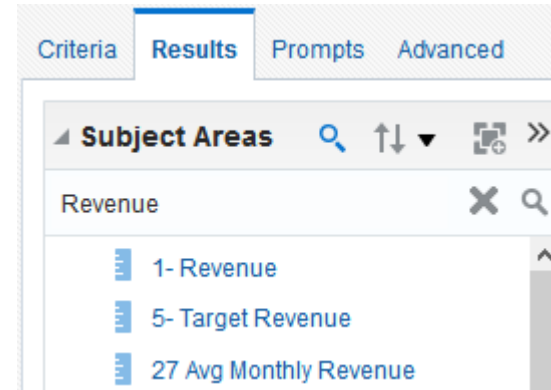 Criteria Results Prompts Advanced
Subject Areas
Revenue
1- Revenue
5- Target Revenue
27 Avg Monthly Revenue